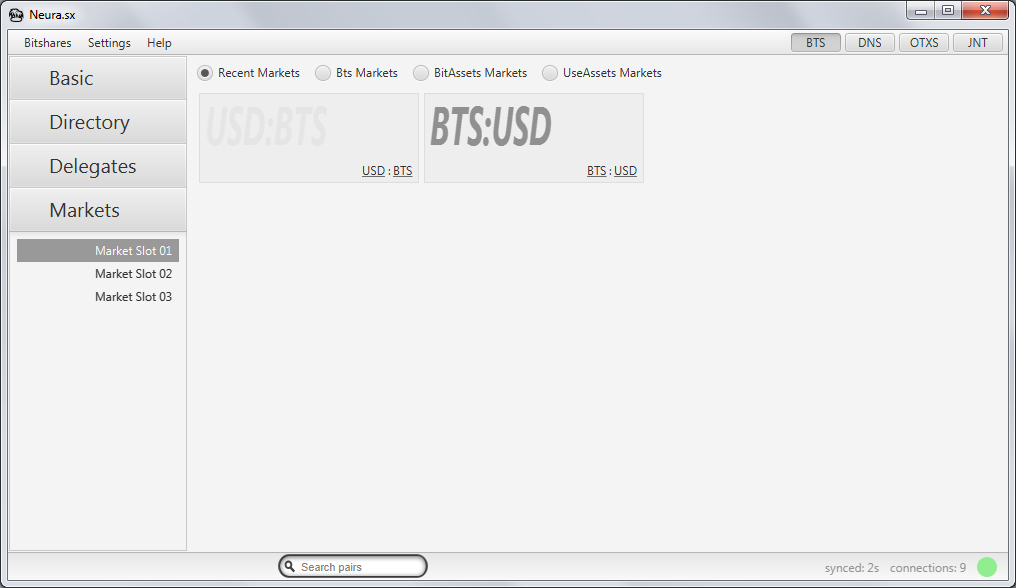 Neura.sx
Bitshares Settings Help
BTS DNS OTXS JNT
Basic
Directory
Delegates
Markets
Market Slot 01
Market Slot 02
Market Slot 03
Recent Markets Bts Markets BitAssets Markets UseAssets Markets
USD:BTS
USD : BTS
BTS:USD
BTS : USD
Search pairs
synced: 2s connections: 9